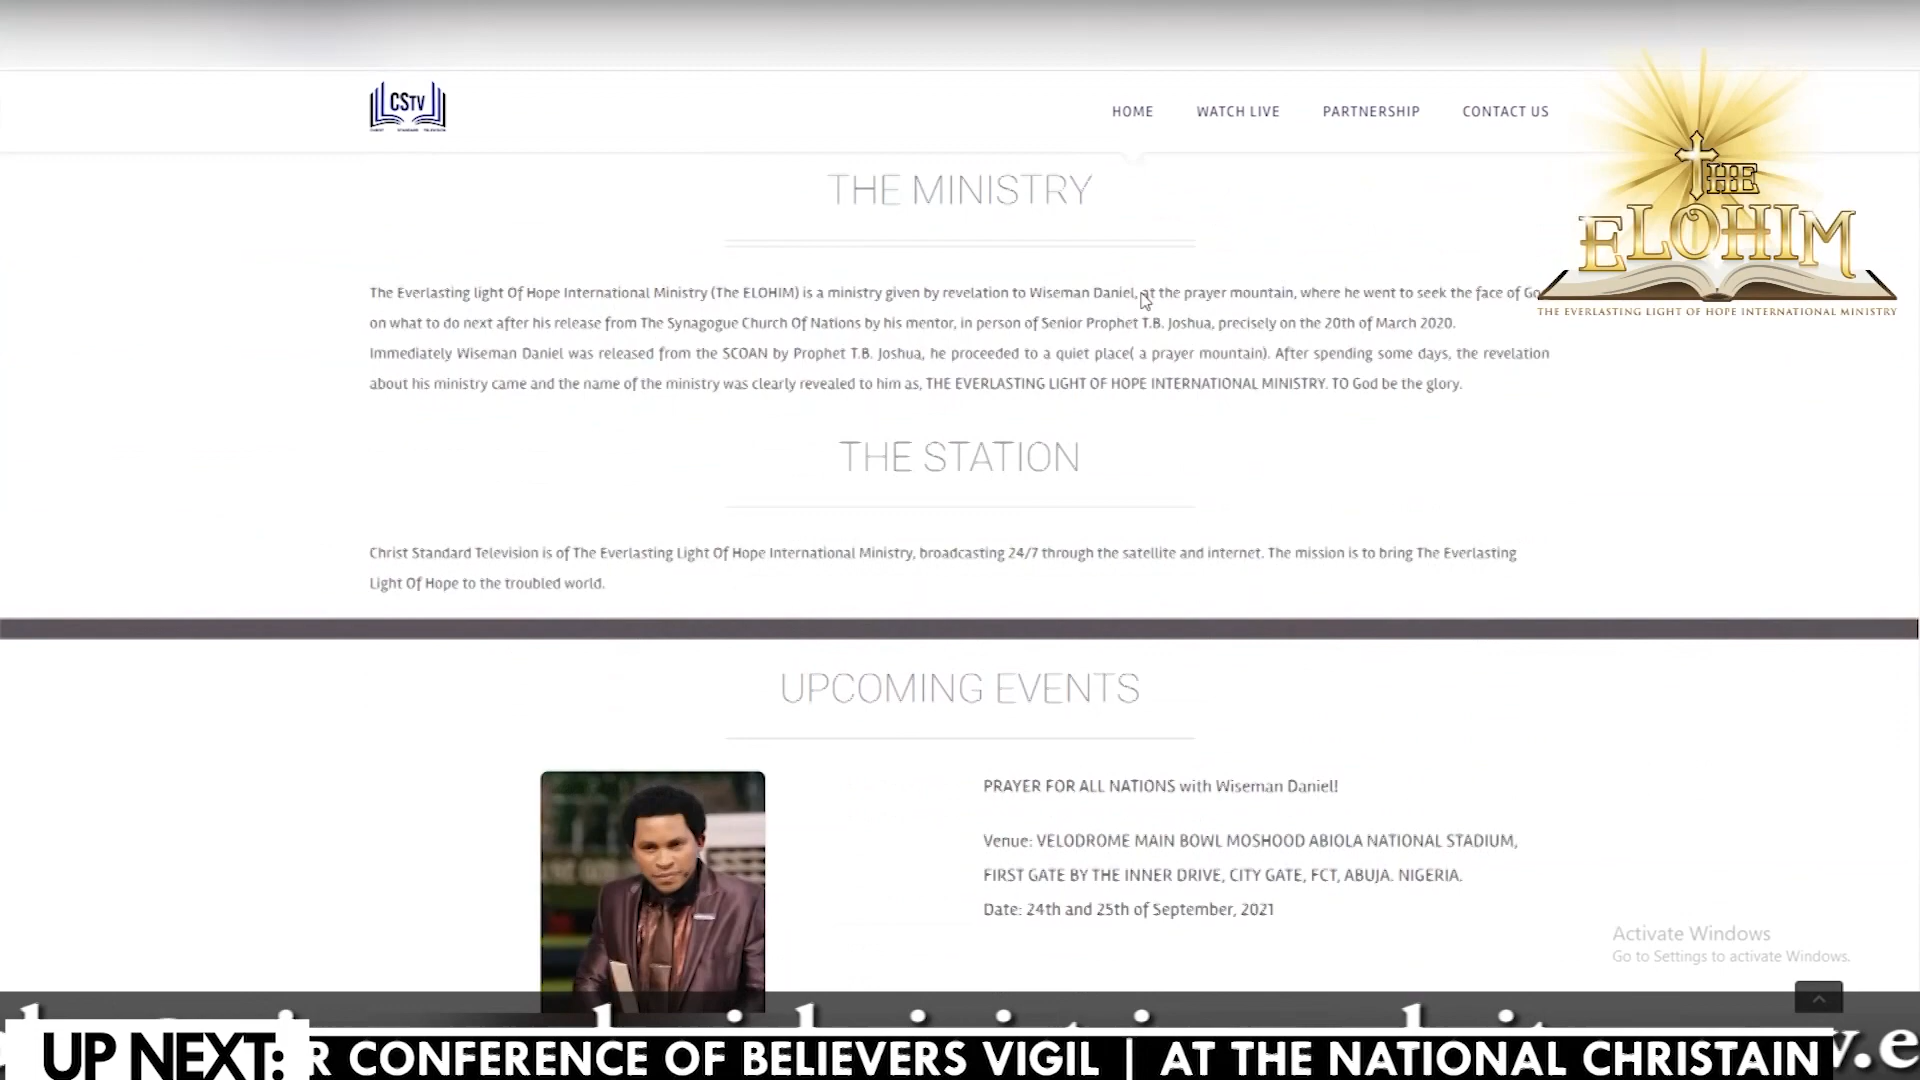 CSTV
CHRIST STANDARD TELEVISION
HOME WATCH LIVE PARTNERSHIP CONTACT US
THE ELOHIM
THE EVERLASTING LIGHT OF HOPE INTERNATIONAL MINISTRY
THE MINISTRY
The Everlasting light Of Hope International Ministry (The ELOHIM) is a ministry given by revelation to Wiseman Daniel, at the prayer mountain, where he went to seek the face of Go
on what to do next after his release from The Synagogue Church Of Nations by his mentor, in person of Senior Prophet T.B. Joshua, precisely on the 20th of March 2020.
Immediately Wiseman Daniel was released from the SCOAN by Prophet T.B. Joshua, he proceeded to a quiet place( a prayer mountain). After spending some days, the revelation
about his ministry came and the name of the ministry was clearly revealed to him as, THE EVERLASTING LIGHT OF HOPE INTERNATIONAL MINISTRY. TO God be the glory.
THE STATION
Christ Standard Television is of The Everlasting Light Of Hope International Ministry, broadcasting 24/7 through the satellite and internet. The mission is to bring The Everlasting
Light Of Hope to the troubled world.
UPCOMING EVENTS
PRAYER FOR ALL NATIONS with Wiseman Daniel!
Venue: VELODROME MAIN BOWL MOSHOOD ABIOLA NATIONAL STADIUM,
FIRST GATE BY THE INNER DRIVE, CITY GATE, FCT, ABUJA. NIGERIA.
Date: 24th and 25th of September, 2021
Activate Windows
Go to Settings to activate Windows.
UP NEXT: R CONFERENCE OF BELIEVERS VIGIL | AT THE NATIONAL CHRISTAIN